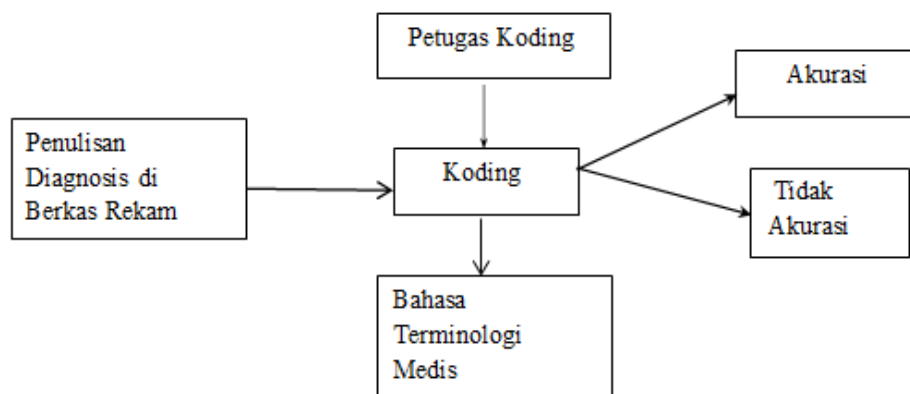 Petugas Koding
Akurasi
Penulisan
Diagnosis di
Berkas Rekam
Koding
Tidak
Akurasi
Bahasa
Terminologi
Medis